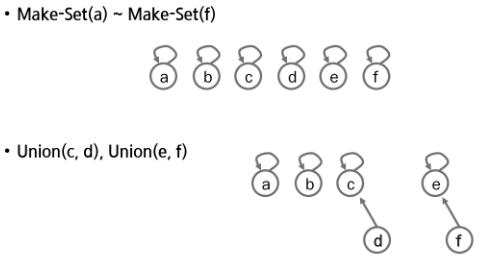 • Make-Set(a) ~ Make-Set(f)
a b c d e f
• Union(c, d), Union(e, f)
a b c e
d f